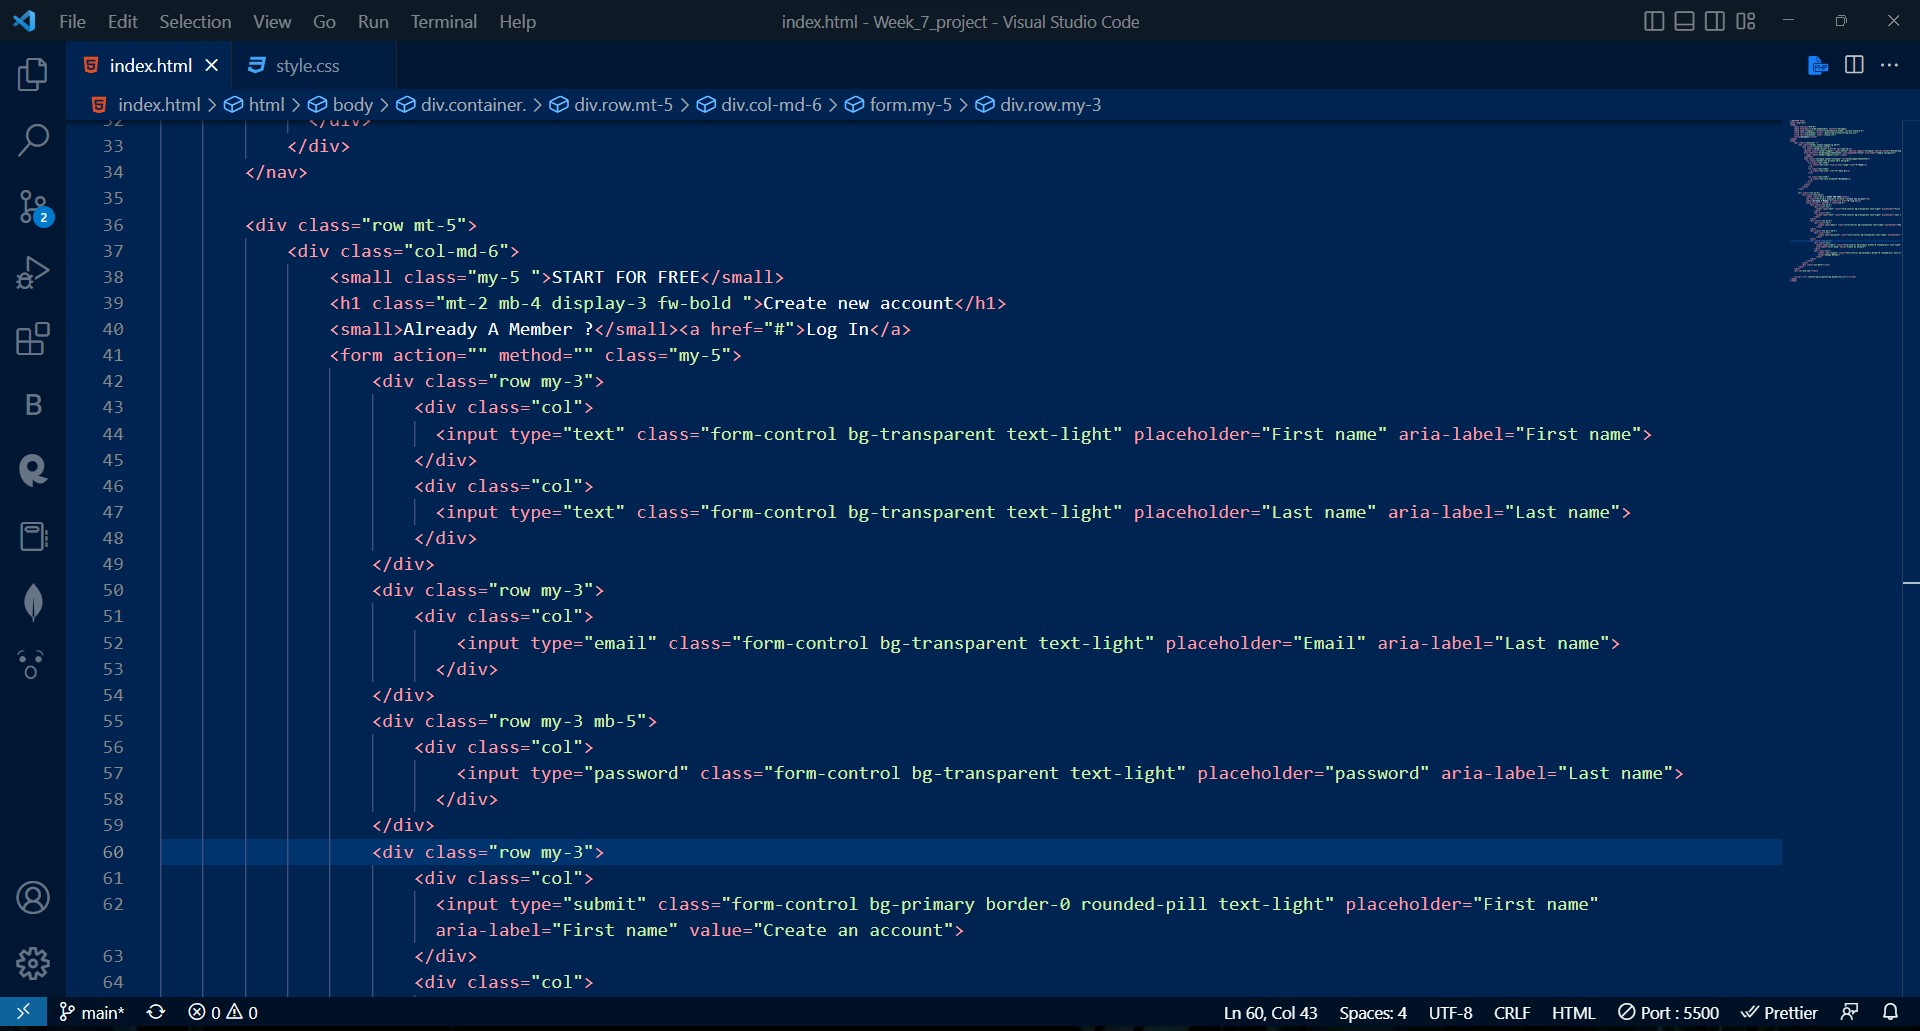 File Edit Selection View Go Run Terminal Help index.html - Week_7_project - Visual Studio Code
index.html style.css
index.html > html > body > div.container. > div.row.mt-5 > div.col-md-6 > form.my-5 > div.row.my-3
32 </div>
33 </div>
34 </nav>
35
36 <div class="row mt-5">
37 <div class="col-md-6">
38 <small class="my-5 ">START FOR FREE</small>
39 <h1 class="mt-2 mb-4 display-3 fw-bold ">Create new account</h1>
40 <small>Already A Member ?</small><a href="#">Log In</a>
41 <form action="" method="" class="my-5">
42 <div class="row my-3">
43 <div class="col">
44 <input type="text" class="form-control bg-transparent text-light" placeholder="First name" aria-label="First name">
45 </div>
46 <div class="col">
47 <input type="text" class="form-control bg-transparent text-light" placeholder="Last name" aria-label="Last name">
48 </div>
49 </div>
50 <div class="row my-3">
51 <div class="col">
52 <input type="email" class="form-control bg-transparent text-light" placeholder="Email" aria-label="Last name">
53 </div>
54 </div>
55 <div class="row my-3 mb-5">
56 <div class="col">
57 <input type="password" class="form-control bg-transparent text-light" placeholder="password" aria-label="Last name">
58 </div>
59 </div>
60 <div class="row my-3">
61 <div class="col">
62 <input type="submit" class="form-control bg-primary border-0 rounded-pill text-light" placeholder="First name"
aria-label="First name" value="Create an account">
63 </div>
64 <div class="col">
2
B
main* 0 0 Ln 60, Col 43 Spaces: 4 UTF-8 CRLF HTML Port : 5500 Prettier